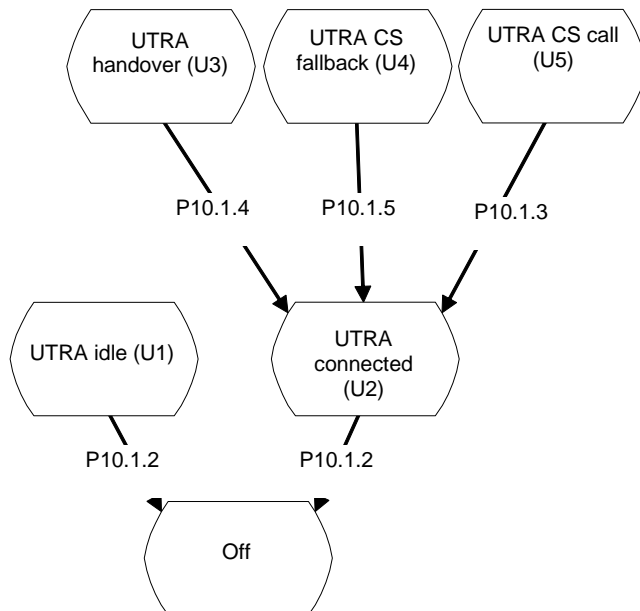 UTRA
handover (U3)
UTRA CS
fallback (U4)
UTRA CS call
(U5)
P10.1.4
P10.1.5
P10.1.3
UTRA idle (U1)
UTRA
connected
(U2)
P10.1.2
P10.1.2
Off